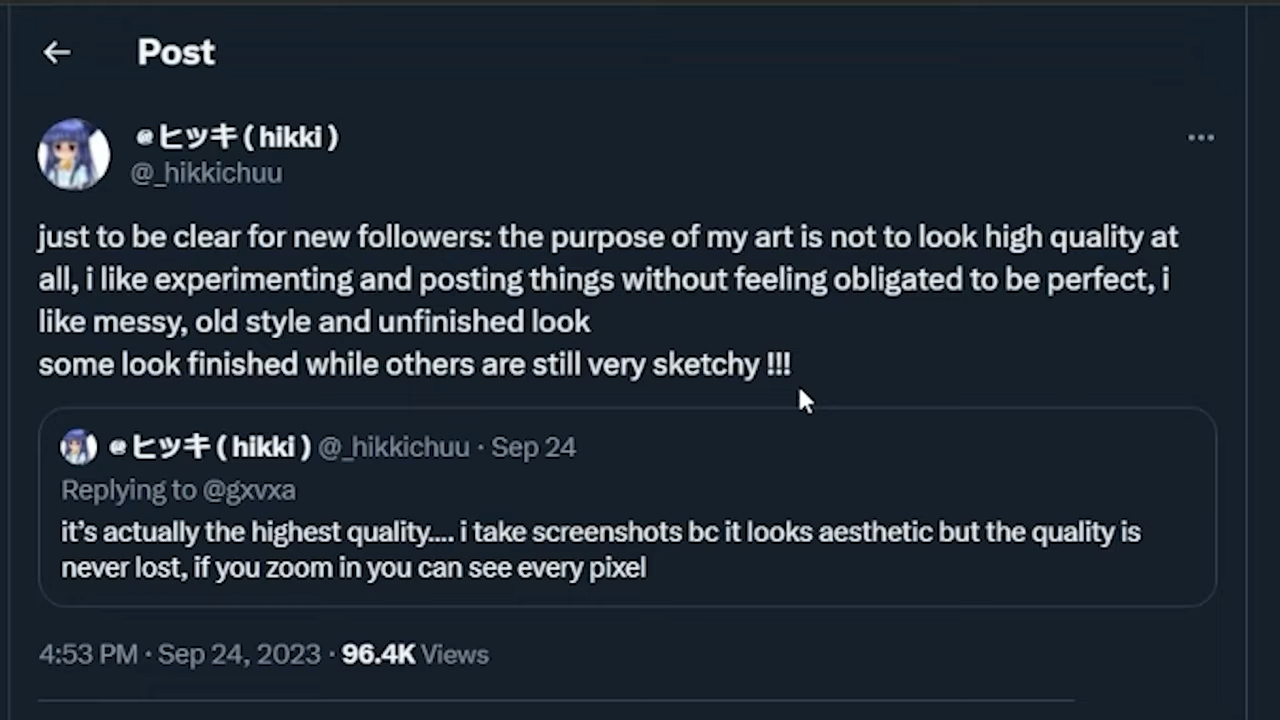 Post
@ヒッキ ( hikki )
@_hikkichuu
just to be clear for new followers: the purpose of my art is not to look high quality at
all, i like experimenting and posting things without feeling obligated to be perfect, i
like messy, old style and unfinished look
some look finished while others are still very sketchy !!!
@ヒッキ ( hikki ) @_hikkichuu · Sep 24
Replying to @gxvxa
it’s actually the highest quality.... i take screenshots bc it looks aesthetic but the quality is
never lost, if you zoom in you can see every pixel
4:53 PM · Sep 24, 2023 · 96.4K Views